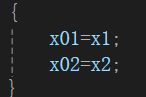 {
x01=x1;
x02=x2;
}